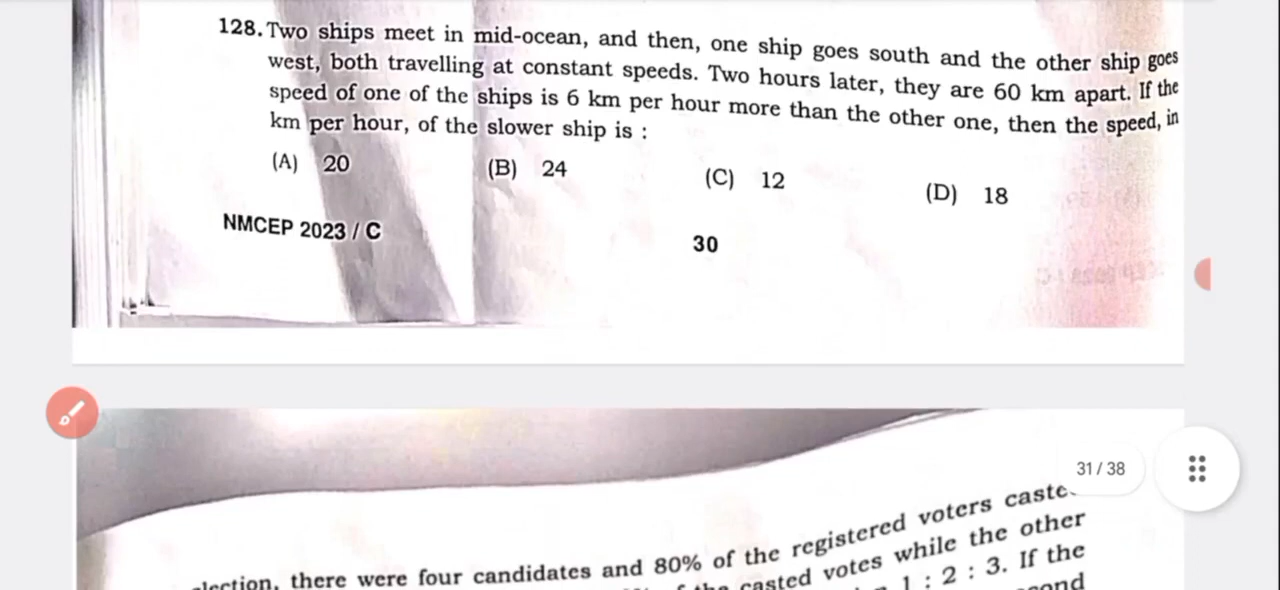 128. Two ships meet in mid-ocean, and then, one ship goes south and the other ship goes
west, both travelling at constant speeds. Two hours later, they are 60 km apart. If the
speed of one of the ships is 6 km per hour more than the other one, then the speed, in
km per hour, of the slower ship is :
(A) 20 (B) 24 (C) 12 (D) 18
NMCEP 2023 / C
30
31 / 38
there were four candidates and 80% of the registered voters
casted votes while the other
1 : 2 : 3. If the